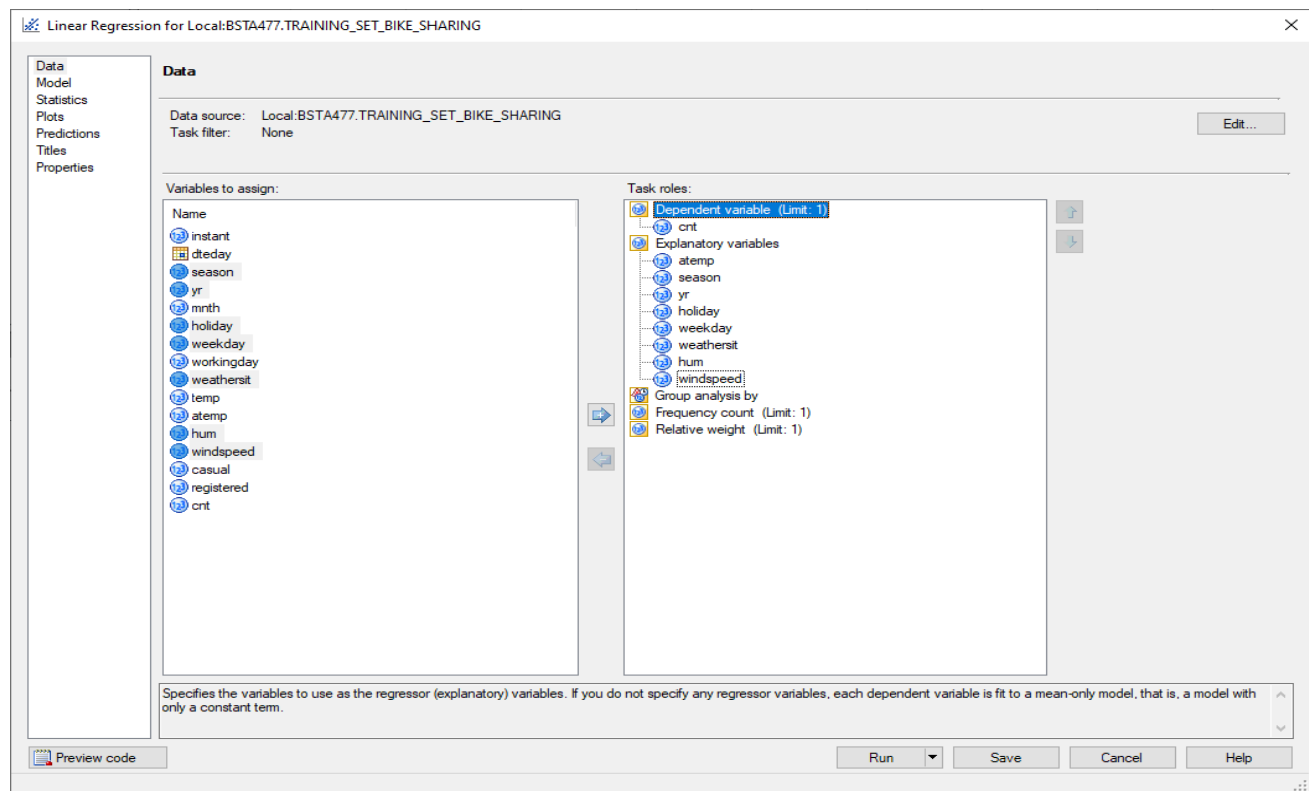 Linear Regression for Local:BSTA477.TRAINING_SET_BIKE_SHARING
Data
Model
Statistics
Plots
Predictions
Titles
Properties
Data
Data source: Local:BSTA477.TRAINING_SET_BIKE_SHARING
Task filter: None
Edit...
Variables to assign:
Name
instant
dteday
season
yr
mnth
holiday
weekday
workingday
weathersit
temp
atemp
hum
windspeed
casual
registered
cnt
Task roles:
Dependent variable (Limit: 1)
cnt
Explanatory variables
atemp
season
yr
holiday
weekday
weathersit
hum
windspeed
Group analysis by
Frequency count (Limit: 1)
Relative weight (Limit: 1)
Specifies the variables to use as the regressor (explanatory) variables. If you do not specify any regressor variables, each dependent variable is fit to a mean-only model, that is, a model with
only a constant term.
Preview code
Run
Save
Cancel
Help